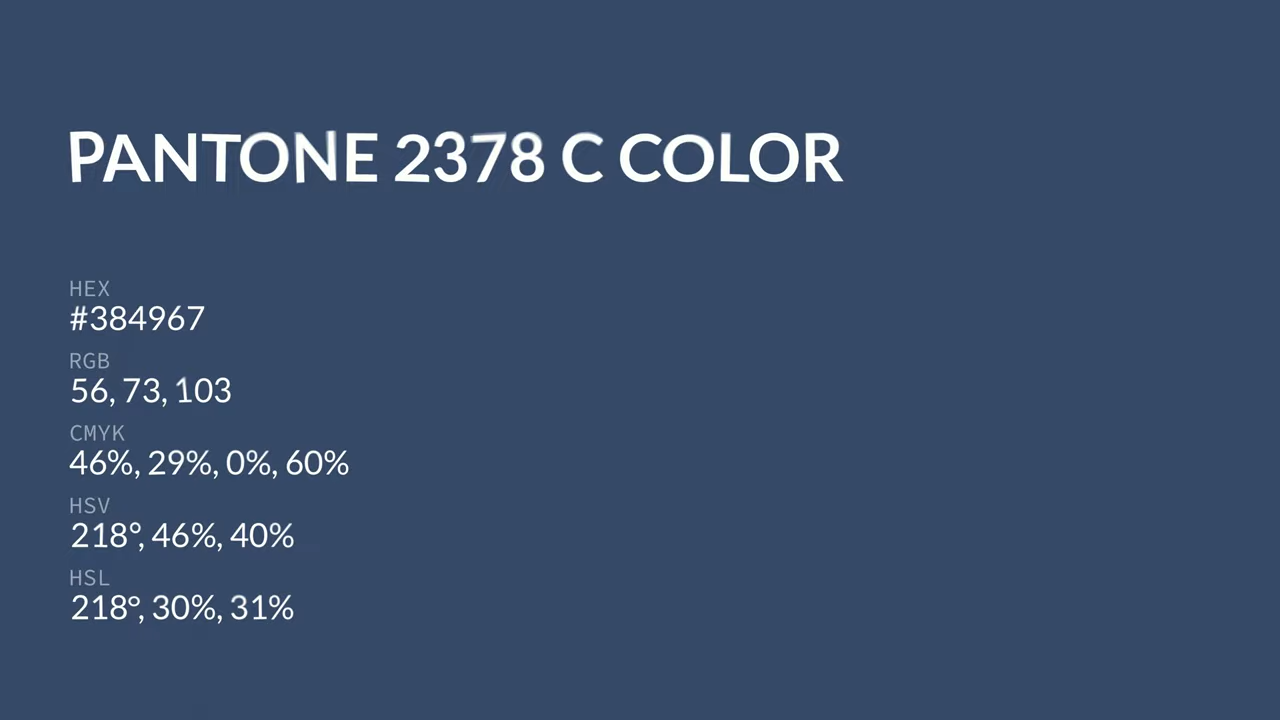 PANTONE 2378 C COLOR
HEX
#384967
RGB
56, 73, 103
CMYK
46%, 29%, 0%, 60%
HSV
218°, 46%, 40%
HSL
218°, 30%, 31%